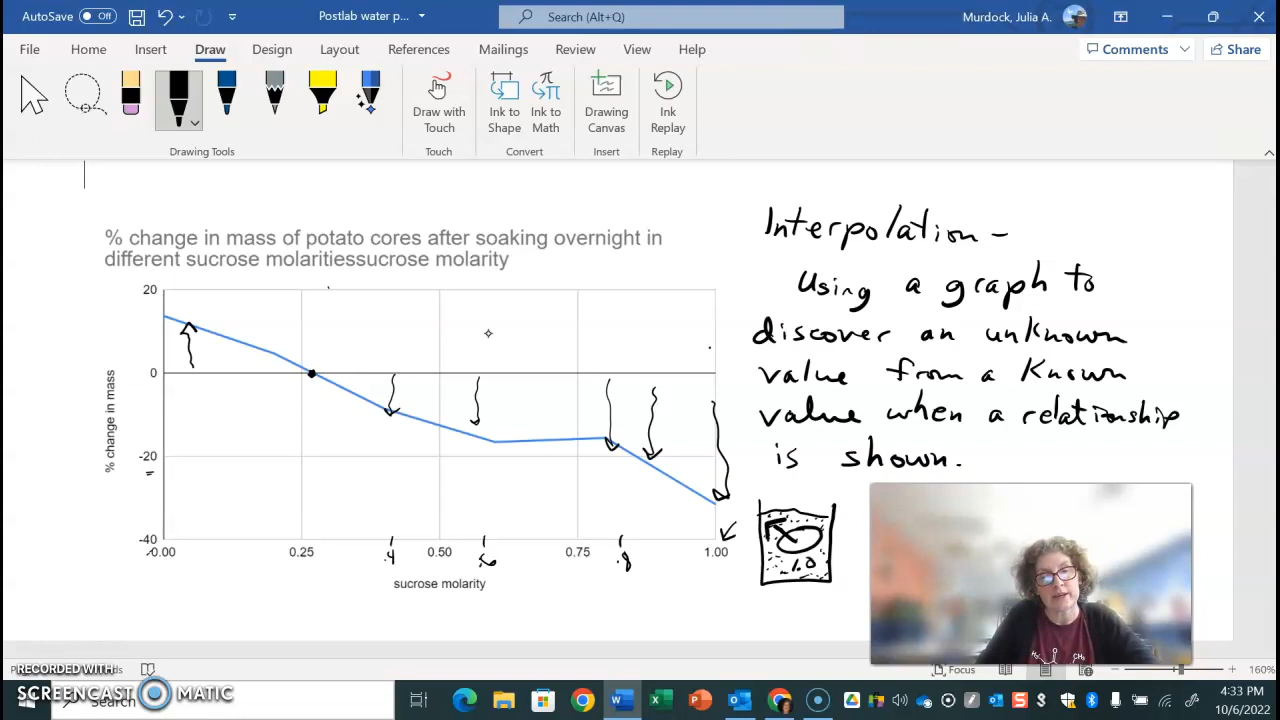 AutoSave Off Postlab water p... Search (Alt+Q) Murdock, Julia A.
File Home Insert Draw Design Layout References Mailings Review View Help Comments Share
Draw with Touch Ink to Shape Ink to Math Drawing Canvas Ink Replay
Drawing Tools Touch Convert Insert Replay
% change in mass of potato cores after soaking overnight in
different sucrose molaritiessucrose molarity
20
0
-20
-40
% change in mass
0.00 0.25 0.50 0.75 1.00
.4 .6 .8
sucrose molarity
Interpolation -
Using a graph to
discover an unknown
value from a known
value when a relationship
is shown.
1.0
RECORDED WITH
SCREENCAST MATIC
Search
Focus 160%
4:33 PM
10/6/2022